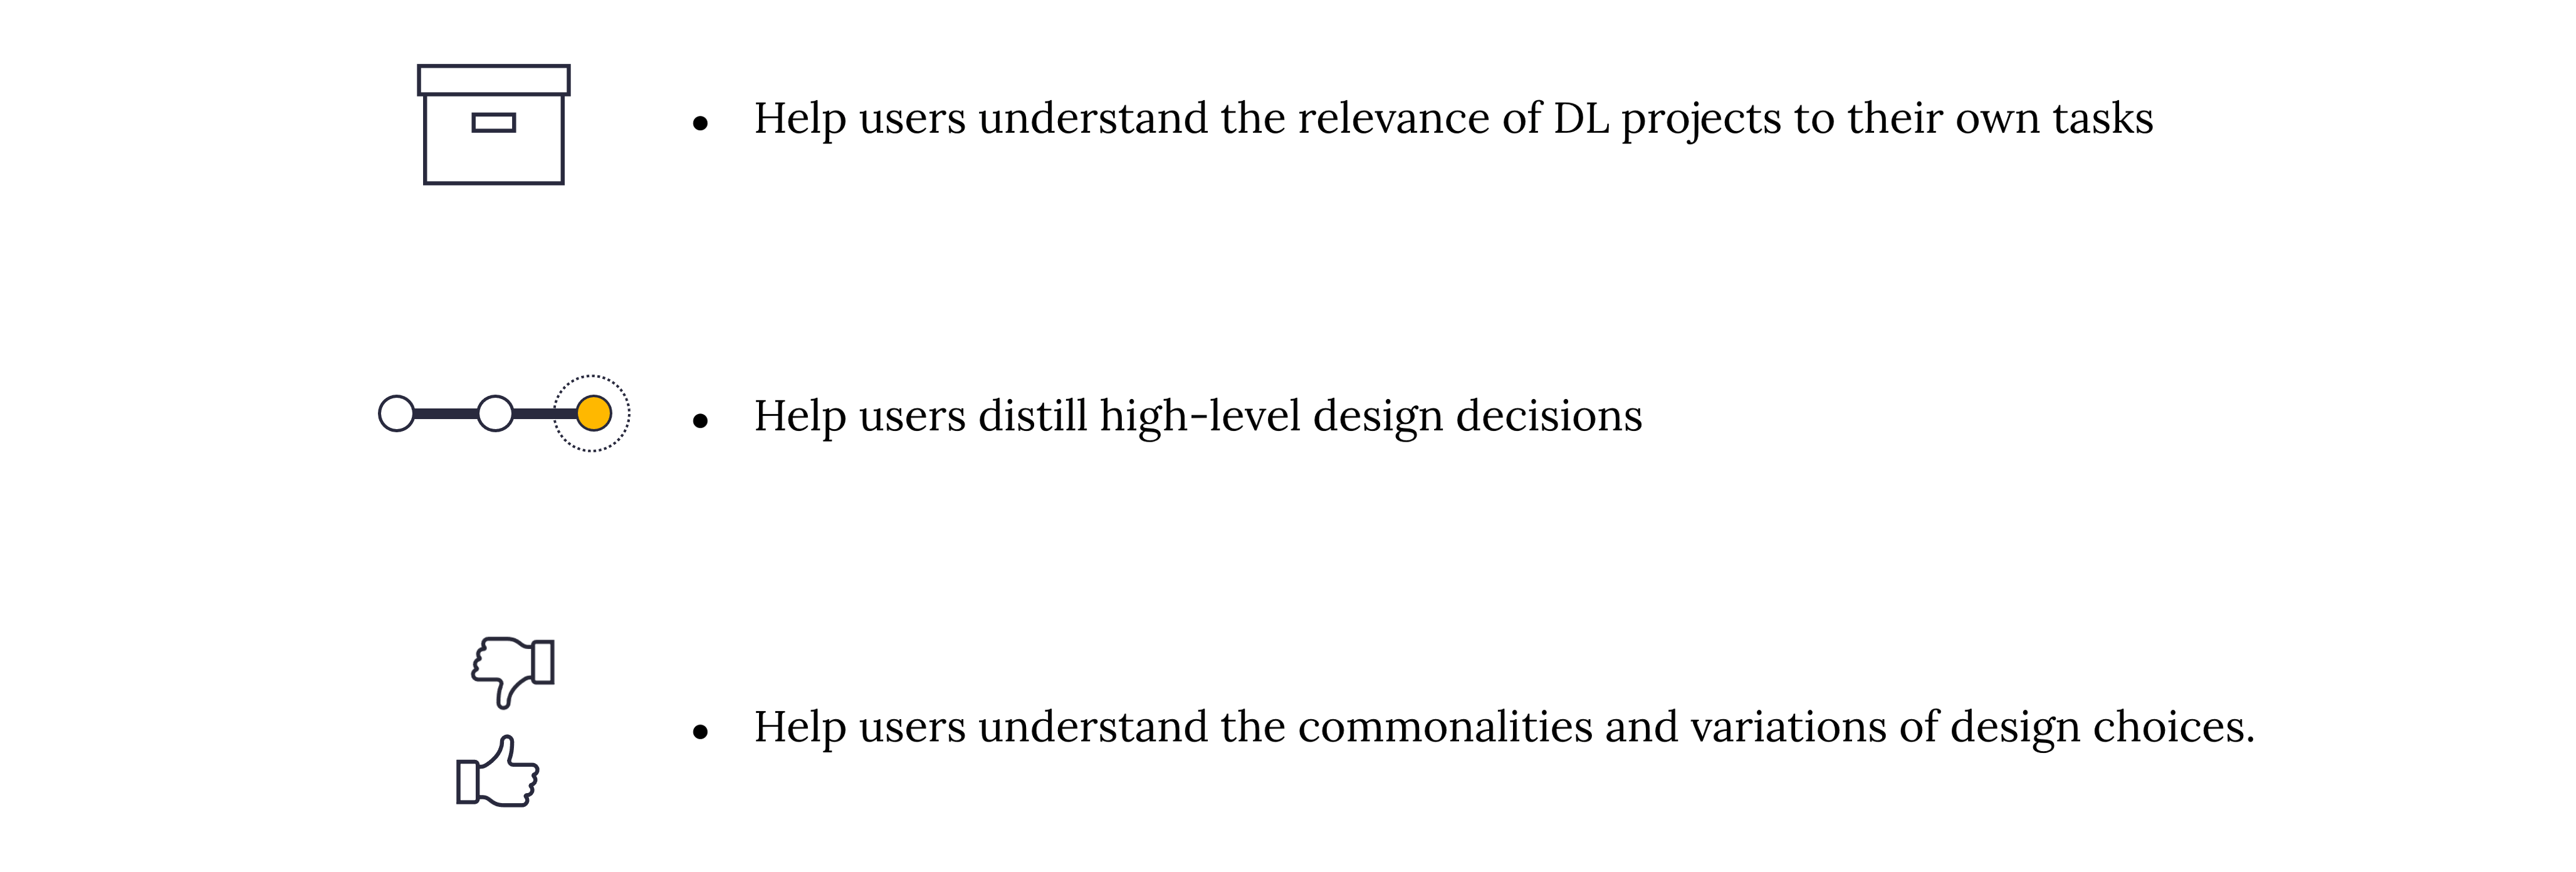 • Help users understand the relevance of DL projects to their own tasks
• Help users distill high-level design decisions
• Help users understand the commonalities and variations of design choices.